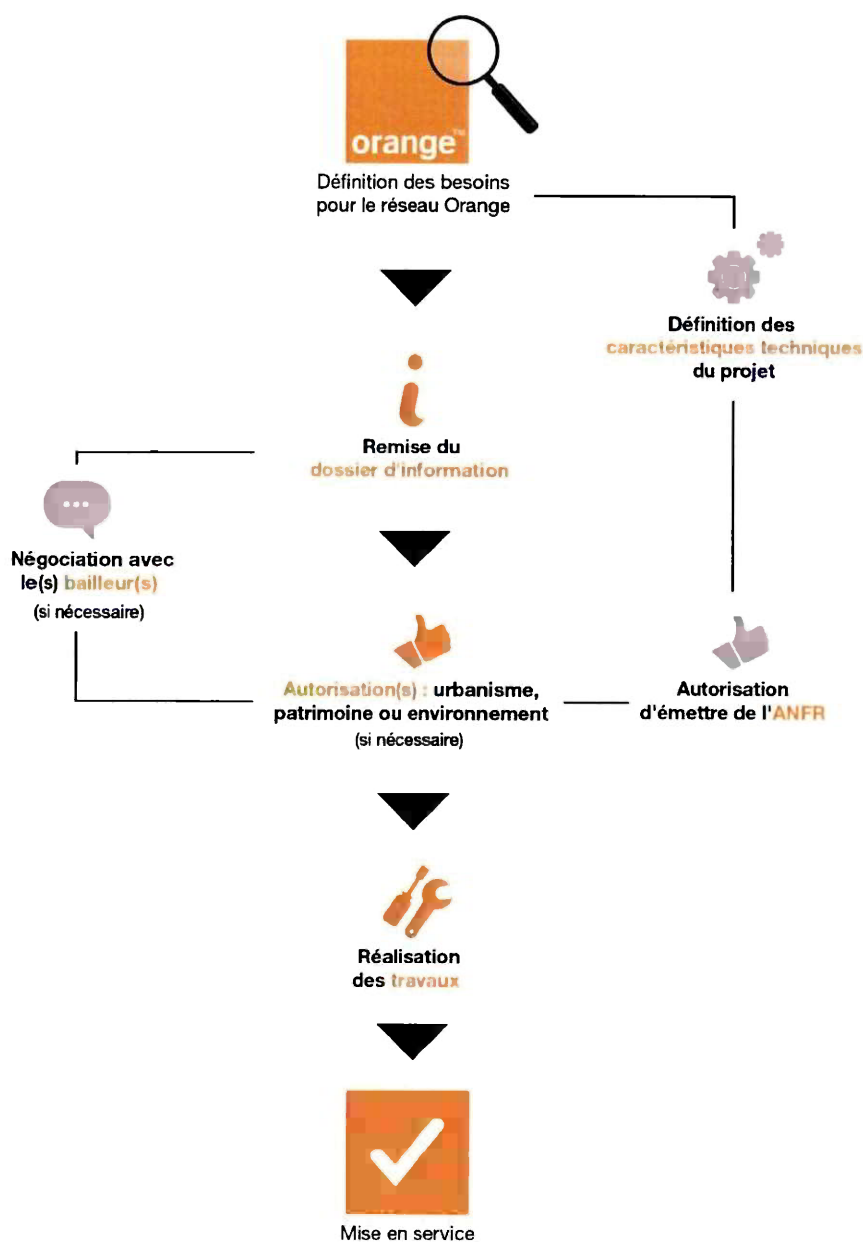 orange™
Définition des besoins
pour le réseau Orange
Définition des
caractéristiques techniques
du projet
Remise du
dossier d'information
Négociation avec
le(s) bailleur(s)
(si nécessaire)
Autorisation(s) : urbanisme,
patrimoine ou environnement
(si nécessaire)
Autorisation
d'émettre de l'ANFR
Réalisation
des travaux
Mise en service